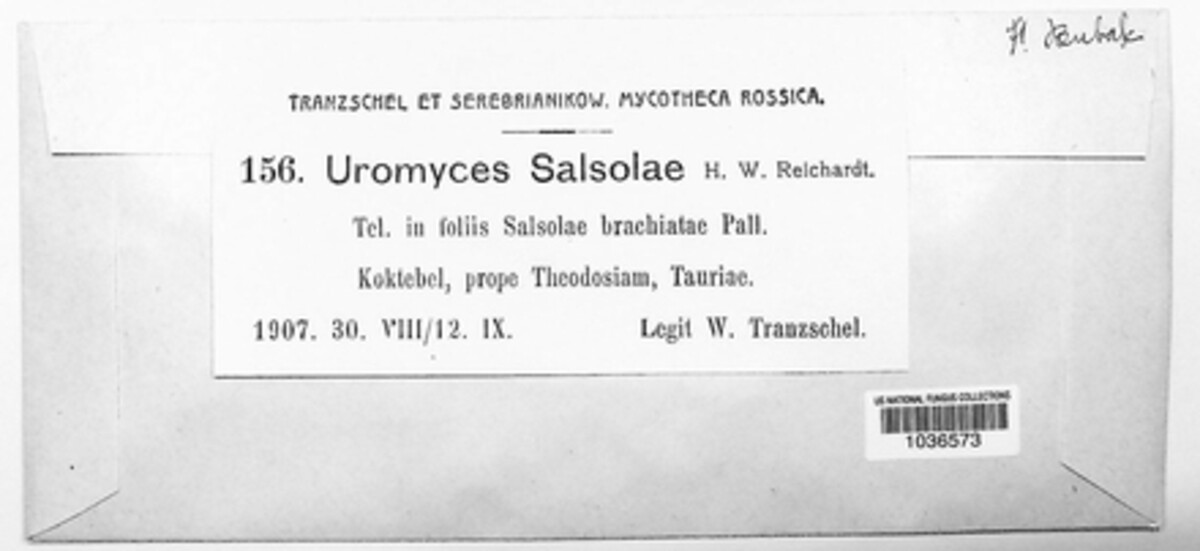 TRANZSCHEL ET SEREBRIANIKOW. MYCOTHECA ROSSICA.
156. Uromyces Salsolae H. W. Reichardt.
Tel. in foliis Salsolae brachiatae Pall.
Koktebel, prope Theodosiam, Tauriae.
1907. 30. VIII/12. IX. Legit W. Tranzschel.
US NATIONAL FUNGUS COLLECTIONS
1036573